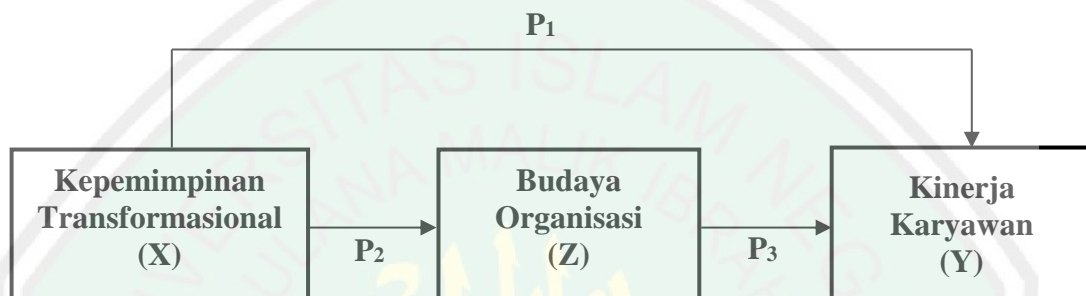 P₁
Kepemimpinan
Transformasional
(X)
P₂
Budaya
Organisasi
(Z)
P₃
Kinerja
Karyawan
(Y)